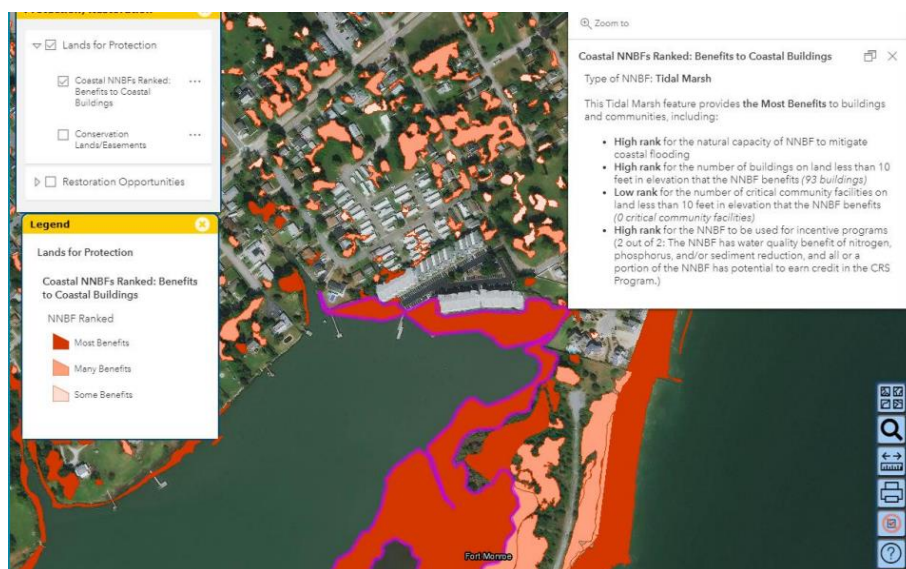 Protection/Restoration
Lands for Protection
Coastal NNBFs Ranked:
Benefits to Coastal
Buildings
Conservation
Lands/Easements
Restoration Opportunities
Legend
Lands for Protection
Coastal NNBFs Ranked: Benefits
to Coastal Buildings
NNBF Ranked
Most Benefits
Many Benefits
Some Benefits
Zoom to
Coastal NNBFs Ranked: Benefits to Coastal Buildings
Type of NNBF: Tidal Marsh
This Tidal Marsh feature provides the Most Benefits to buildings
and communities, including:
• High rank for the natural capacity of NNBF to mitigate
coastal flooding
• High rank for the number of buildings on land less than 10
feet in elevation that the NNBF benefits (93 buildings)
• Low rank for the number of critical community facilities on
land less than 10 feet in elevation that the NNBF benefits
(0 critical community facilities)
• High rank for the NNBF to be used for incentive programs
(2 out of 2: The NNBF has water quality benefit of nitrogen,
phosphorus, and/or sediment reduction, and all or a
portion of the NNBF has potential to earn credit in the CRS
Program.)
Fort Monroe